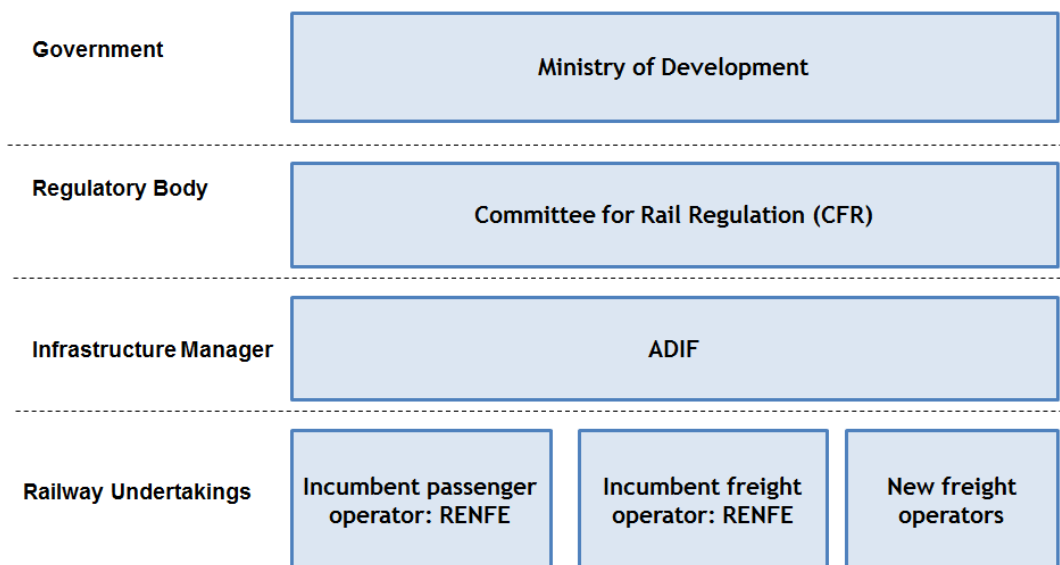 Government
Ministry of Development
Regulatory Body
Committee for Rail Regulation (CFR)
Infrastructure Manager
ADIF
Railway Undertakings
Incumbent passenger
operator: RENFE
Incumbent freight
operator: RENFE
New freight
operators